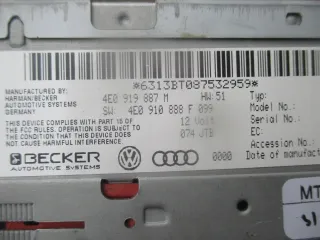 MANUFACTURED BY:
HARMAN/BECKER
AUTOMOTIVE SYSTEMS
GERMANY
*6313BT087532959*
4E0 919 887 M HW:51 Typ:
SW: 4E0 910 888 F 099 Model No.:
THIS DEVICE COMPLIES WITH PART 15 OF 12 Volt Serial No.:
THE FCC RULES. OPERATION IS SUBJECT 074 JTB EC:
TO THE CONDITION THAT THIS DEVICE DOES
NOT CAUSE HARMFUL INTERFERENCE Accession No.:
BECKER
AUTOMOTIVE SYSTEMS
0000 Date of
MT